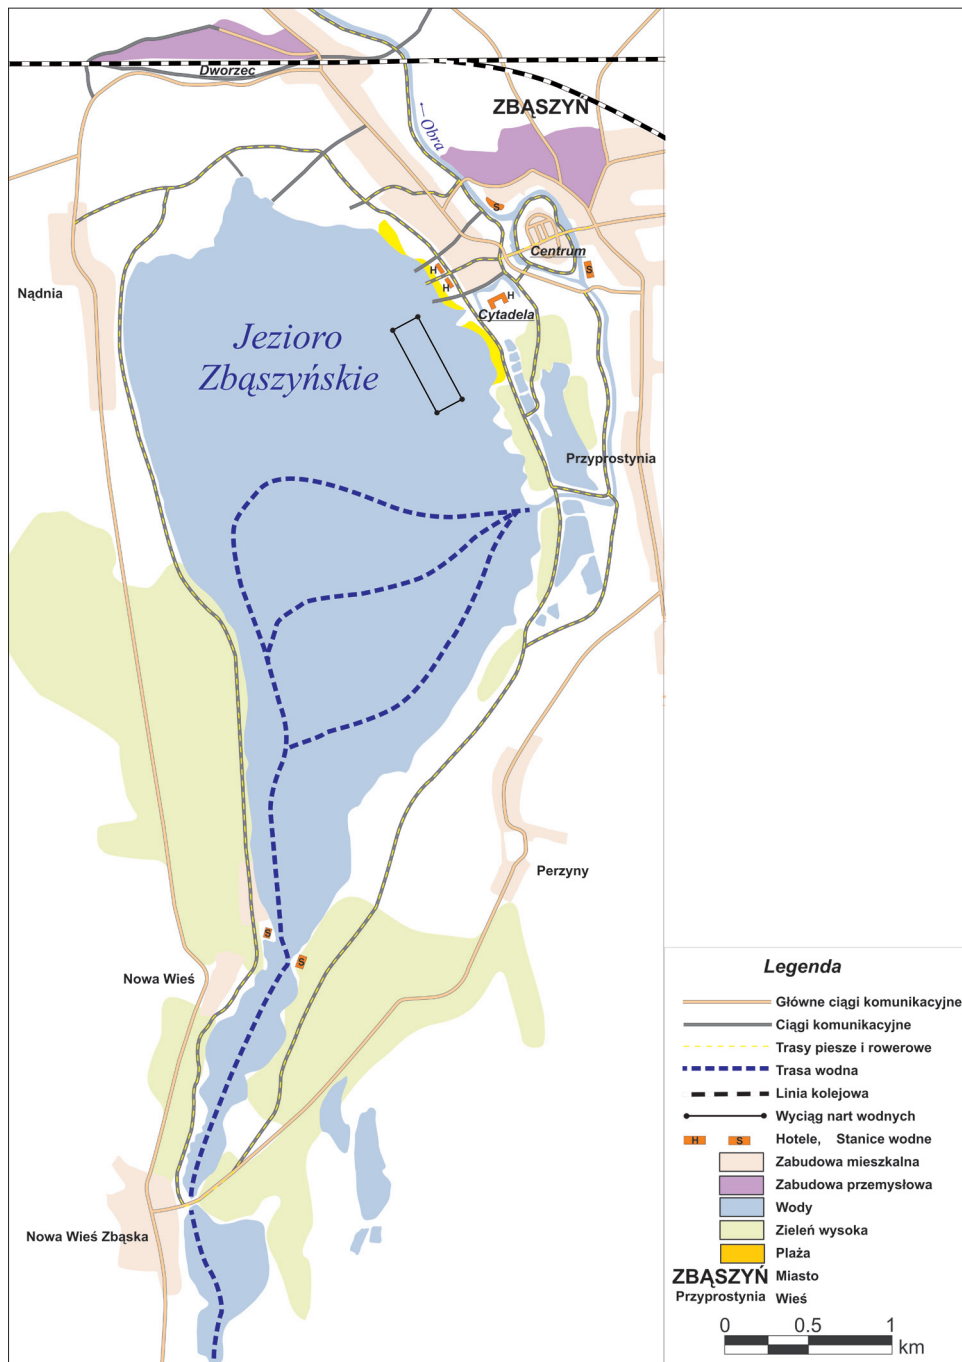 Dworzec
ZBĄSZYŃ
←Obra
S
Centrum
S
Nądnia
H
H
H
Cytadela
Jezioro
Zbąszyńskie
Przyprostynia
Perzyny
S
S
Nowa Wieś
Nowa Wieś Zbąska
Legenda
Główne ciągi komunikacyjne
Ciągi komunikacyjne
Trasy piesze i rowerowe
Trasa wodna
Linia kolejowa
Wyciąg nart wodnych
H S Hotele, Stanice wodne
Zabudowa mieszkalna
Zabudowa przemysłowa
Wody
Zieleń wysoka
Plaża
ZBĄSZYŃ Miasto
Przyprostynia Wieś
0 0.5 1
km